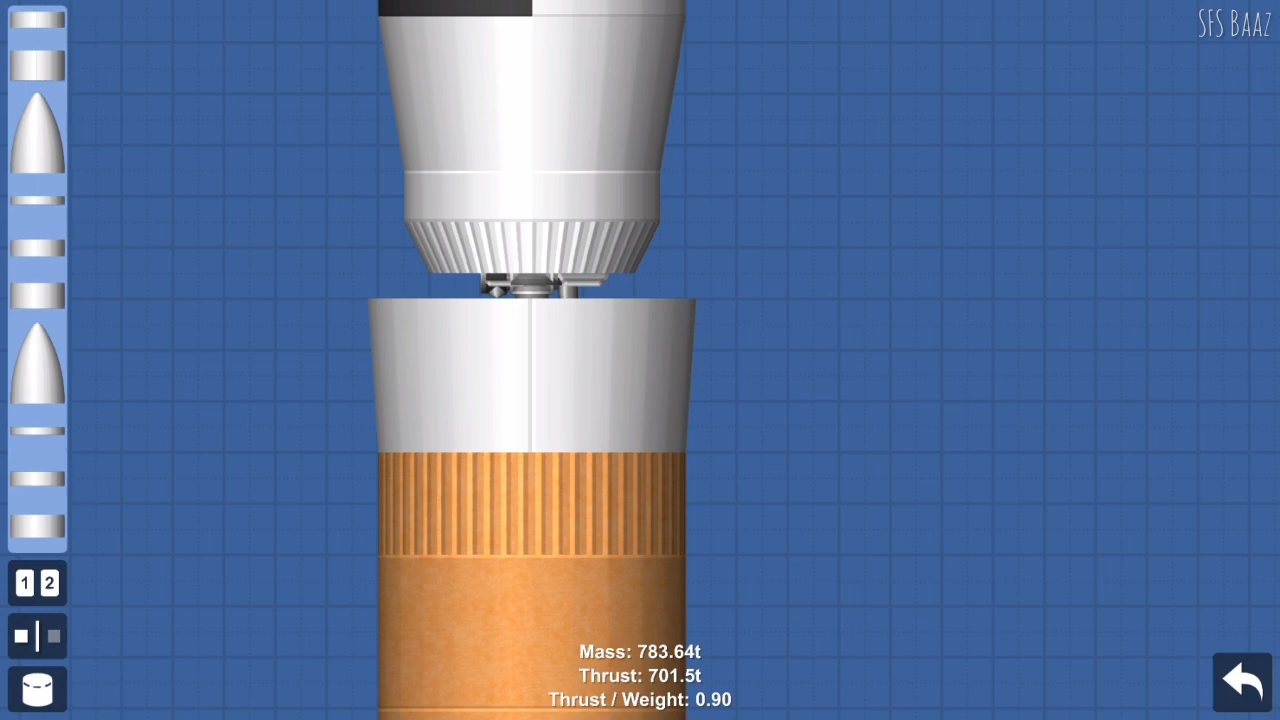 SFS BAAZ
1 2
Mass: 783.64t
Thrust: 701.5t
Thrust / Weight: 0.90